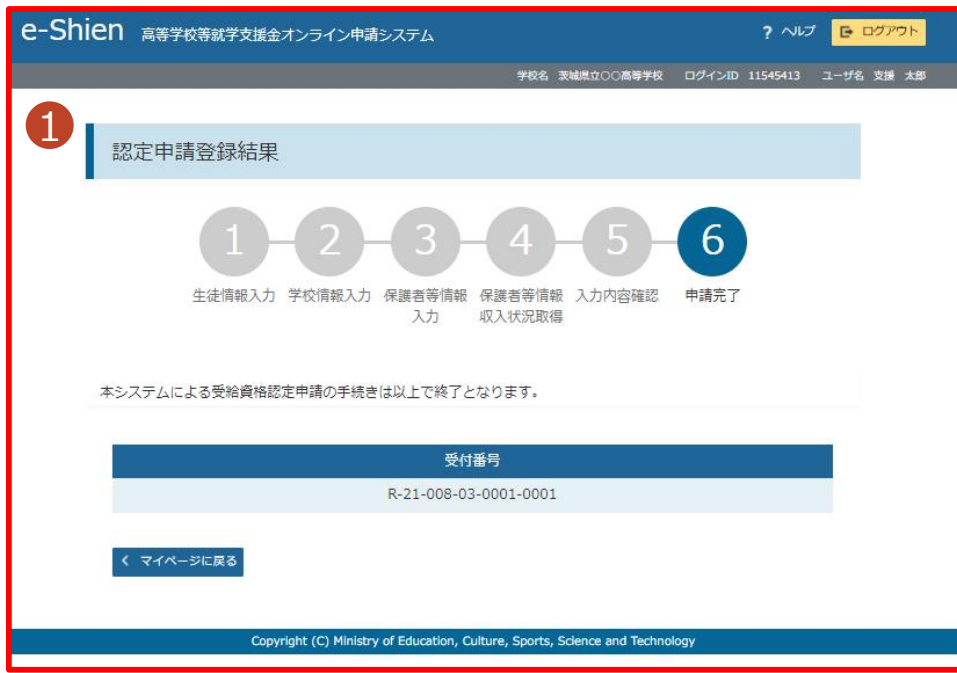 e-Shien 高等学校等就学支援金オンライン申請システム ? ヘルプ ログアウト
学校名 茨城県立○○高等学校 ログインID 11545413 ユーザ名 支援 太郎
1
認定申請登録結果
1 2 3 4 5 6
生徒情報入力 学校情報入力 保護者等情報入力 保護者等情報収入状況取得 入力内容確認 申請完了
本システムによる受給資格認定申請の手続きは以上で終了となります。
受付番号
R-21-008-03-0001-0001
マイページに戻る
Copyright (C) Ministry of Education, Culture, Sports, Science and Technology